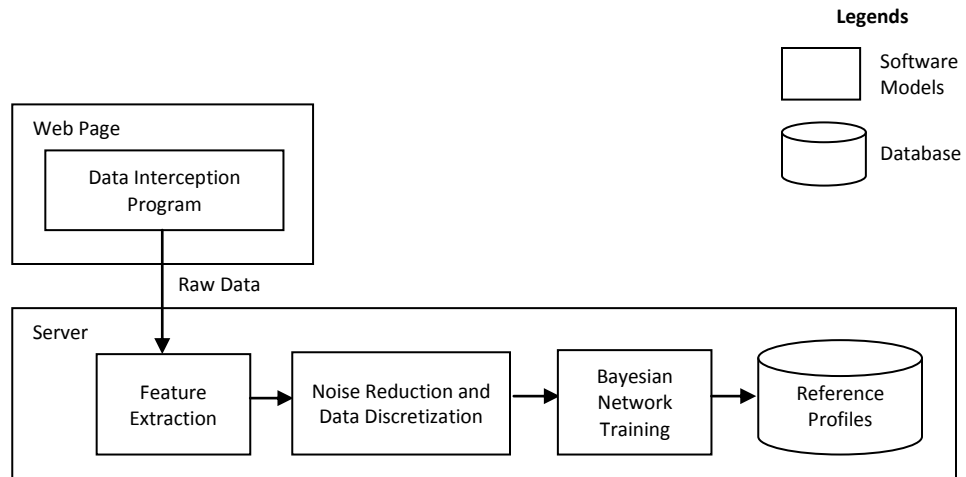 Legends
Software
Models
Database
Web Page
Data Interception
Program
Raw Data
Server
Feature
Extraction
Noise Reduction and
Data Discretization
Bayesian
Network
Training
Reference
Profiles